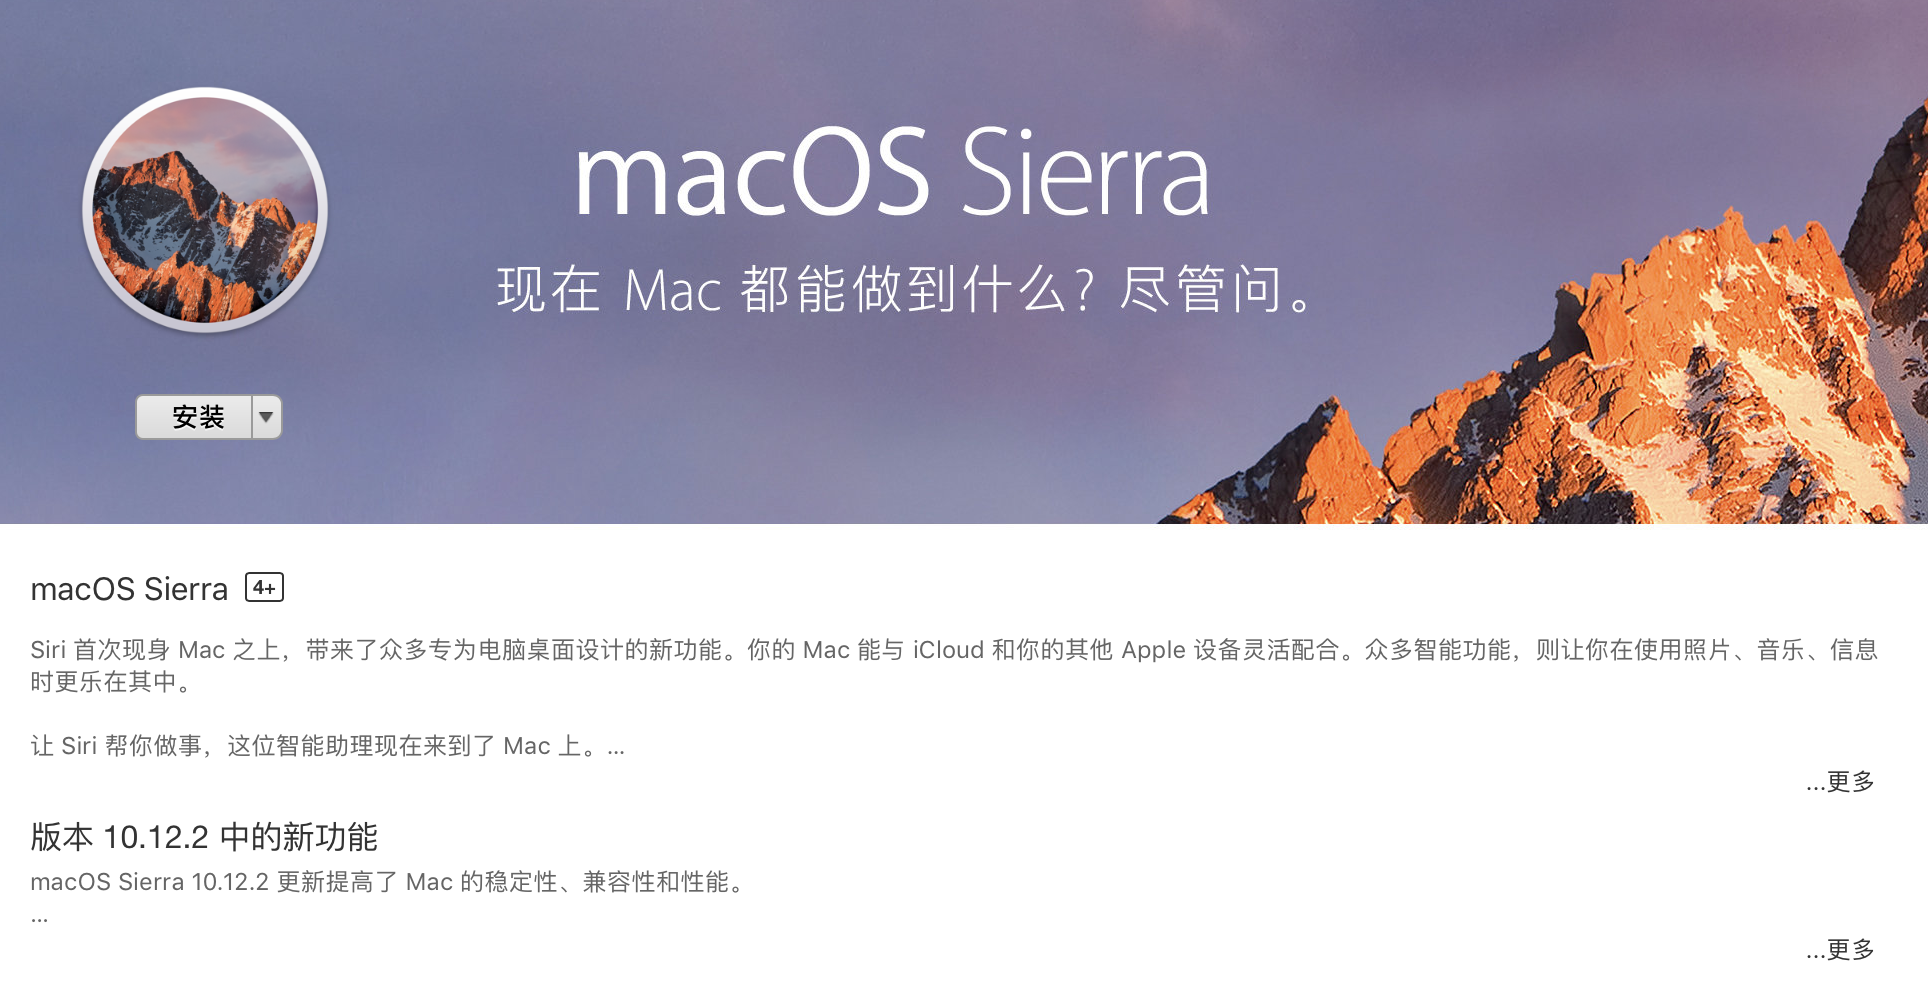 macOS Sierra
现在 Mac 都能做到什么？尽管问。
安装
macOS Sierra 4+
Siri 首次现身 Mac 之上，带来了众多专为电脑桌面设计的新功能。你的 Mac 能与 iCloud 和你的其他 Apple 设备灵活配合。众多智能功能，则让你在使用照片、音乐、信息
时更乐在其中。
让 Siri 帮你做事，这位智能助理现在来到了 Mac 上。...
...更多
版本 10.12.2 中的新功能
macOS Sierra 10.12.2 更新提高了 Mac 的稳定性、兼容性和性能。
...
...更多